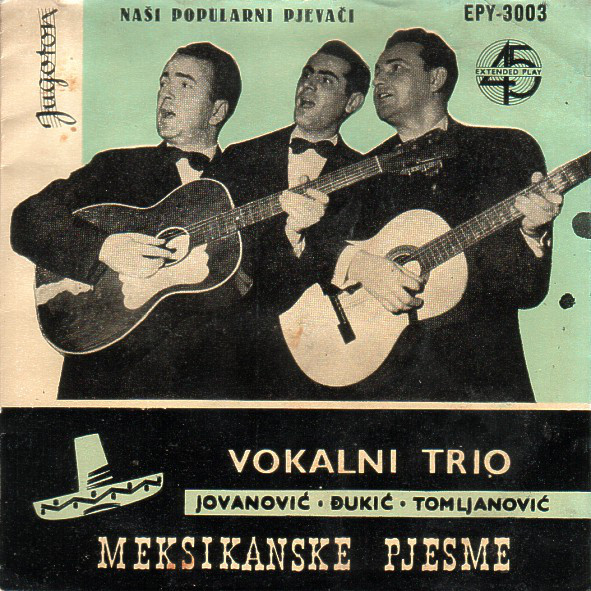 NAŠI POPULARNI PJEVAČI
EPY-3003
Jugoton
45
EXTENDED PLAY
VOKALNI TRIO
JOVANOVIĆ • ĐUKIĆ • TOMLJANOVIĆ
MEKSIKANSKE PJESME